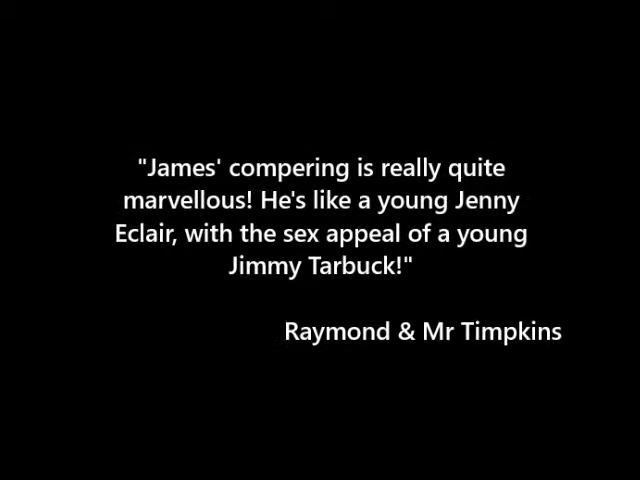 "James' compering is really quite
marvellous! He's like a young Jenny
Eclair, with the sex appeal of a young
Jimmy Tarbuck!"
Raymond & Mr Timpkins